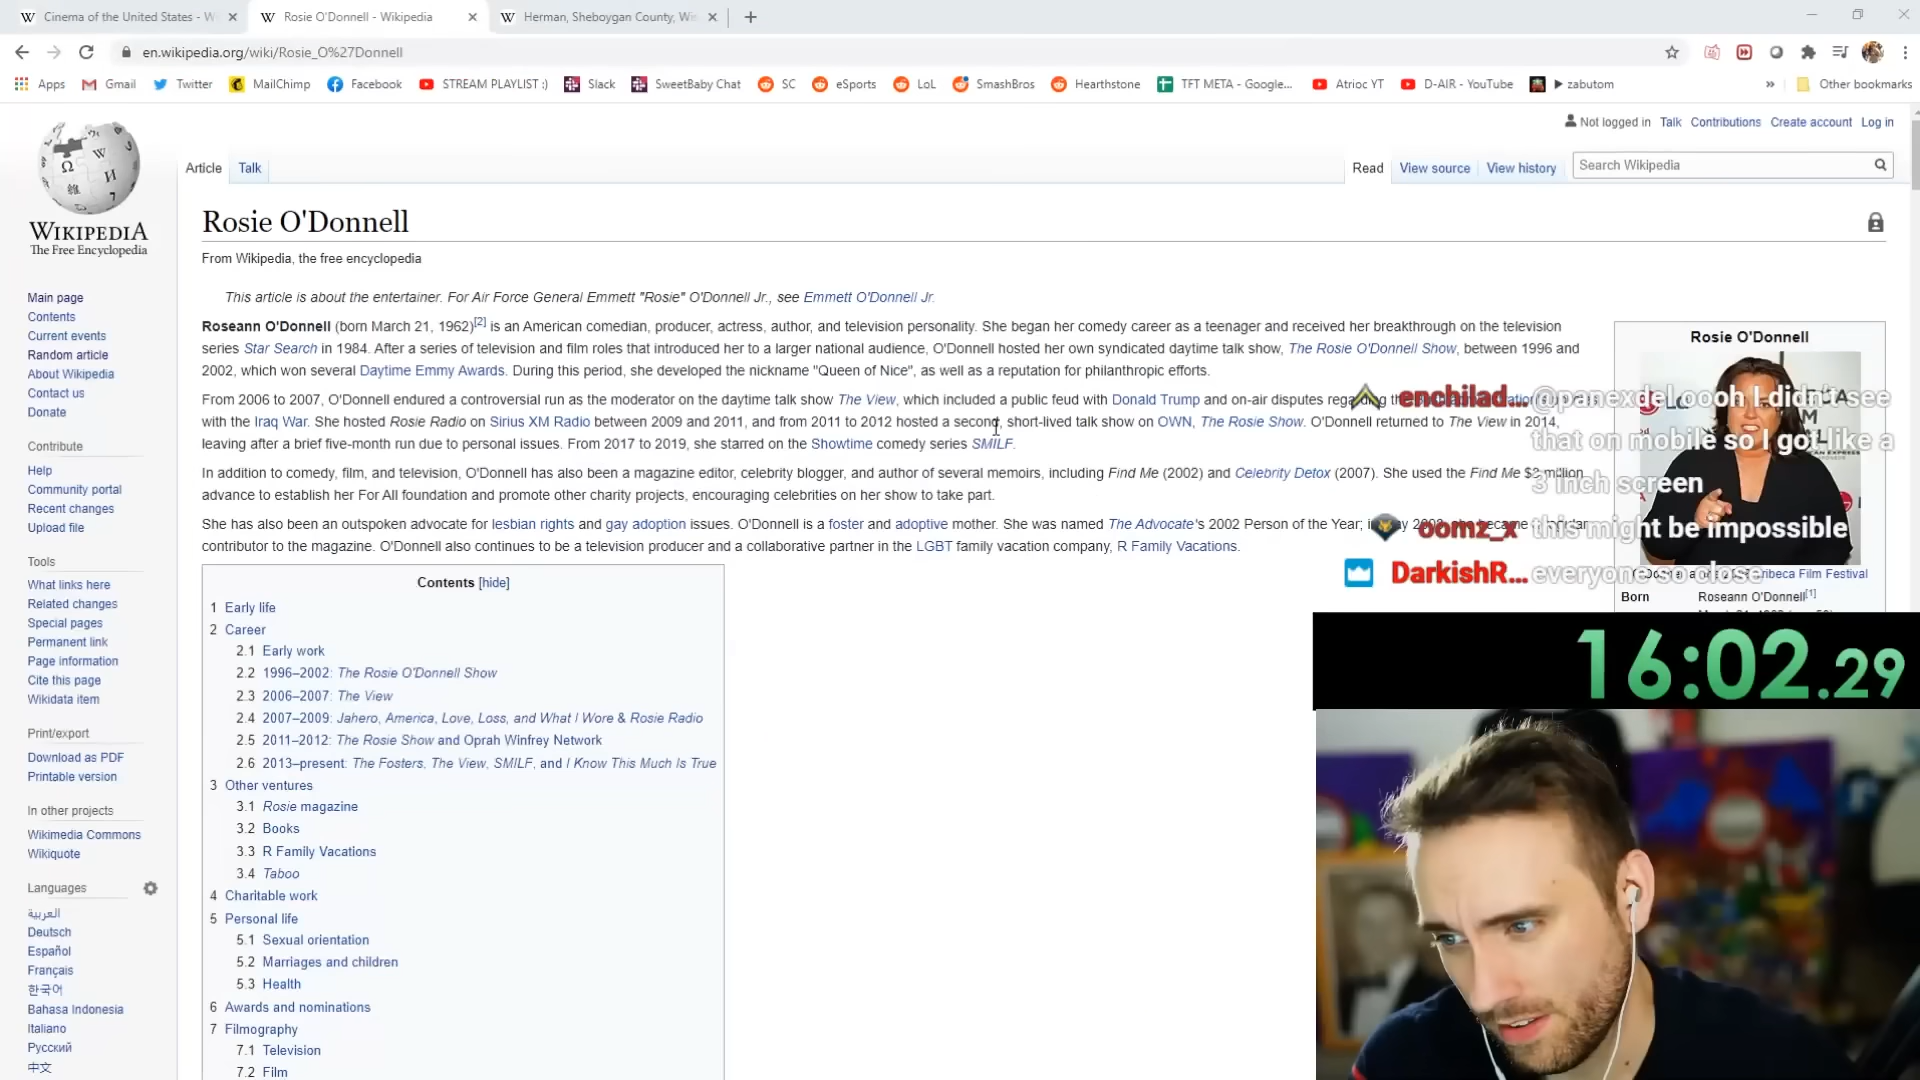 Cinema of the United States - W
Rosie O'Donnell - Wikipedia
Herman, Sheboygan County, Wi
en.wikipedia.org/wiki/Rosie_O%27Donnell
Apps
Gmail
Twitter
MailChimp
Facebook
STREAM PLAYLIST :)
Slack
SweetBaby Chat
SC
eSports
LoL
SmashBros
Hearthstone
TFT META - Google...
Atrioc YT
D-AIR - YouTube
zabutom
»
Other bookmarks
Not logged in Talk Contributions Create account Log in
Article Talk
Read View source View history
Search Wikipedia
WIKIPEDIA
The Free Encyclopedia
Main page
Contents
Current events
Random article
About Wikipedia
Contact us
Donate
Contribute
Help
Community portal
Recent changes
Upload file
Tools
What links here
Related changes
Special pages
Permanent link
Page information
Cite this page
Wikidata item
Print/export
Download as PDF
Printable version
In other projects
Wikimedia Commons
Wikiquote
Languages
العربية
Deutsch
Español
Français
한국어
Bahasa Indonesia
Italiano
Русский
中文
Rosie O'Donnell
From Wikipedia, the free encyclopedia
This article is about the entertainer. For Air Force General Emmett "Rosie" O'Donnell Jr., see Emmett O'Donnell Jr.
Roseann O'Donnell (born March 21, 1962)[2] is an American comedian, producer, actress, author, and television personality. She began her comedy career as a teenager and received her breakthrough on the television
series Star Search in 1984. After a series of television and film roles that introduced her to a larger national audience, O'Donnell hosted her own syndicated daytime talk show, The Rosie O'Donnell Show, between 1996 and
2002, which won several Daytime Emmy Awards. During this period, she developed the nickname "Queen of Nice", as well as a reputation for philanthropic efforts.
From 2006 to 2007, O'Donnell endured a controversial run as the moderator on the daytime talk show The View, which included a public feud with Donald Trump and on-air disputes regarding the
with the Iraq War. She hosted Rosie Radio on Sirius XM Radio between 2009 and 2011, and from 2011 to 2012 hosted a second, short-lived talk show on OWN, The Rosie Show. O'Donnell returned to The View in 2014,
leaving after a brief five-month run due to personal issues. From 2017 to 2019, she starred on the Showtime comedy series SMILF.
In addition to comedy, film, and television, O'Donnell has also been a magazine editor, celebrity blogger, and author of several memoirs, including Find Me (2002) and Celebrity Detox (2007). She used the Find Me $3 million
advance to establish her For All foundation and promote other charity projects, encouraging celebrities on her show to take part.
She has also been an outspoken advocate for lesbian rights and gay adoption issues. O'Donnell is a foster and adoptive mother. She was named The Advocate's 2002 Person of the Year;
contributor to the magazine. O'Donnell also continues to be a television producer and a collaborative partner in the LGBT family vacation company, R Family Vacations.
Contents [hide]
1 Early life
2 Career
2.1 Early work
2.2 1996–2002: The Rosie O'Donnell Show
2.3 2006–2007: The View
2.4 2007–2009: Jahero, America, Love, Loss, and What I Wore & Rosie Radio
2.5 2011–2012: The Rosie Show and Oprah Winfrey Network
2.6 2013–present: The Fosters, The View, SMILF, and I Know This Much Is True
3 Other ventures
3.1 Rosie magazine
3.2 Books
3.3 R Family Vacations
3.4 Taboo
4 Charitable work
5 Personal life
5.1 Sexual orientation
5.2 Marriages and children
5.3 Health
6 Awards and nominations
7 Filmography
7.1 Television
7.2 Film
Rosie O'Donnell
Tribeca Film Festival
Born Roseann O'Donnell[1]
enchilad... @panexdel oooh I didn't see
that on mobile so I got like a
3 inch screen
oomz_x this might be impossible
DarkishR... everyone so close
16:02.29